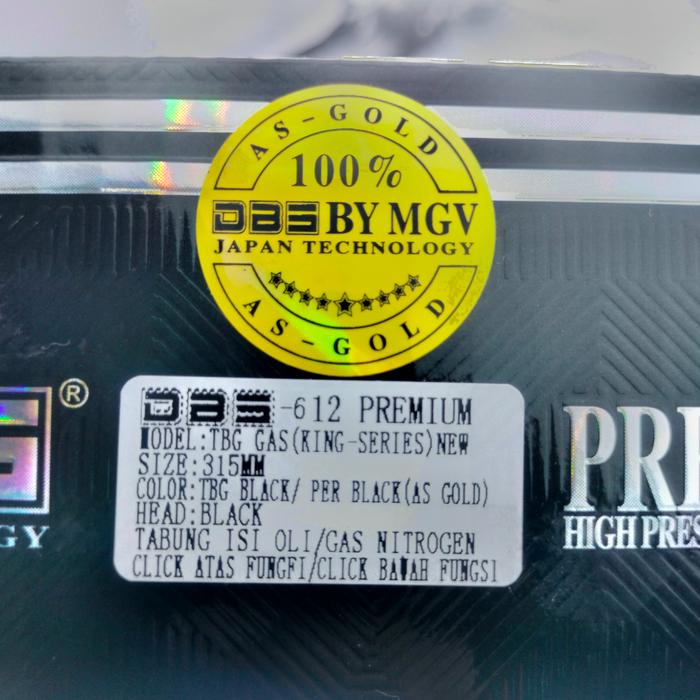 AS-GOLD
100%
DBS BY MGV
JAPAN TECHNOLOGY
AS-GOLD
®
GY
DBS-612 PREMIUM
MODEL:TBG GAS(KING-SERIES)NEW
SIZE:315MM
COLOR:TBG BLACK/ PER BLACK(AS GOLD)
HEAD:BLACK
TABUNG ISI OLI/GAS NITROGEN
CLICK ATAS FUNGFI/CLICK BAWAH FUNGSI
PRE
HIGH PRES